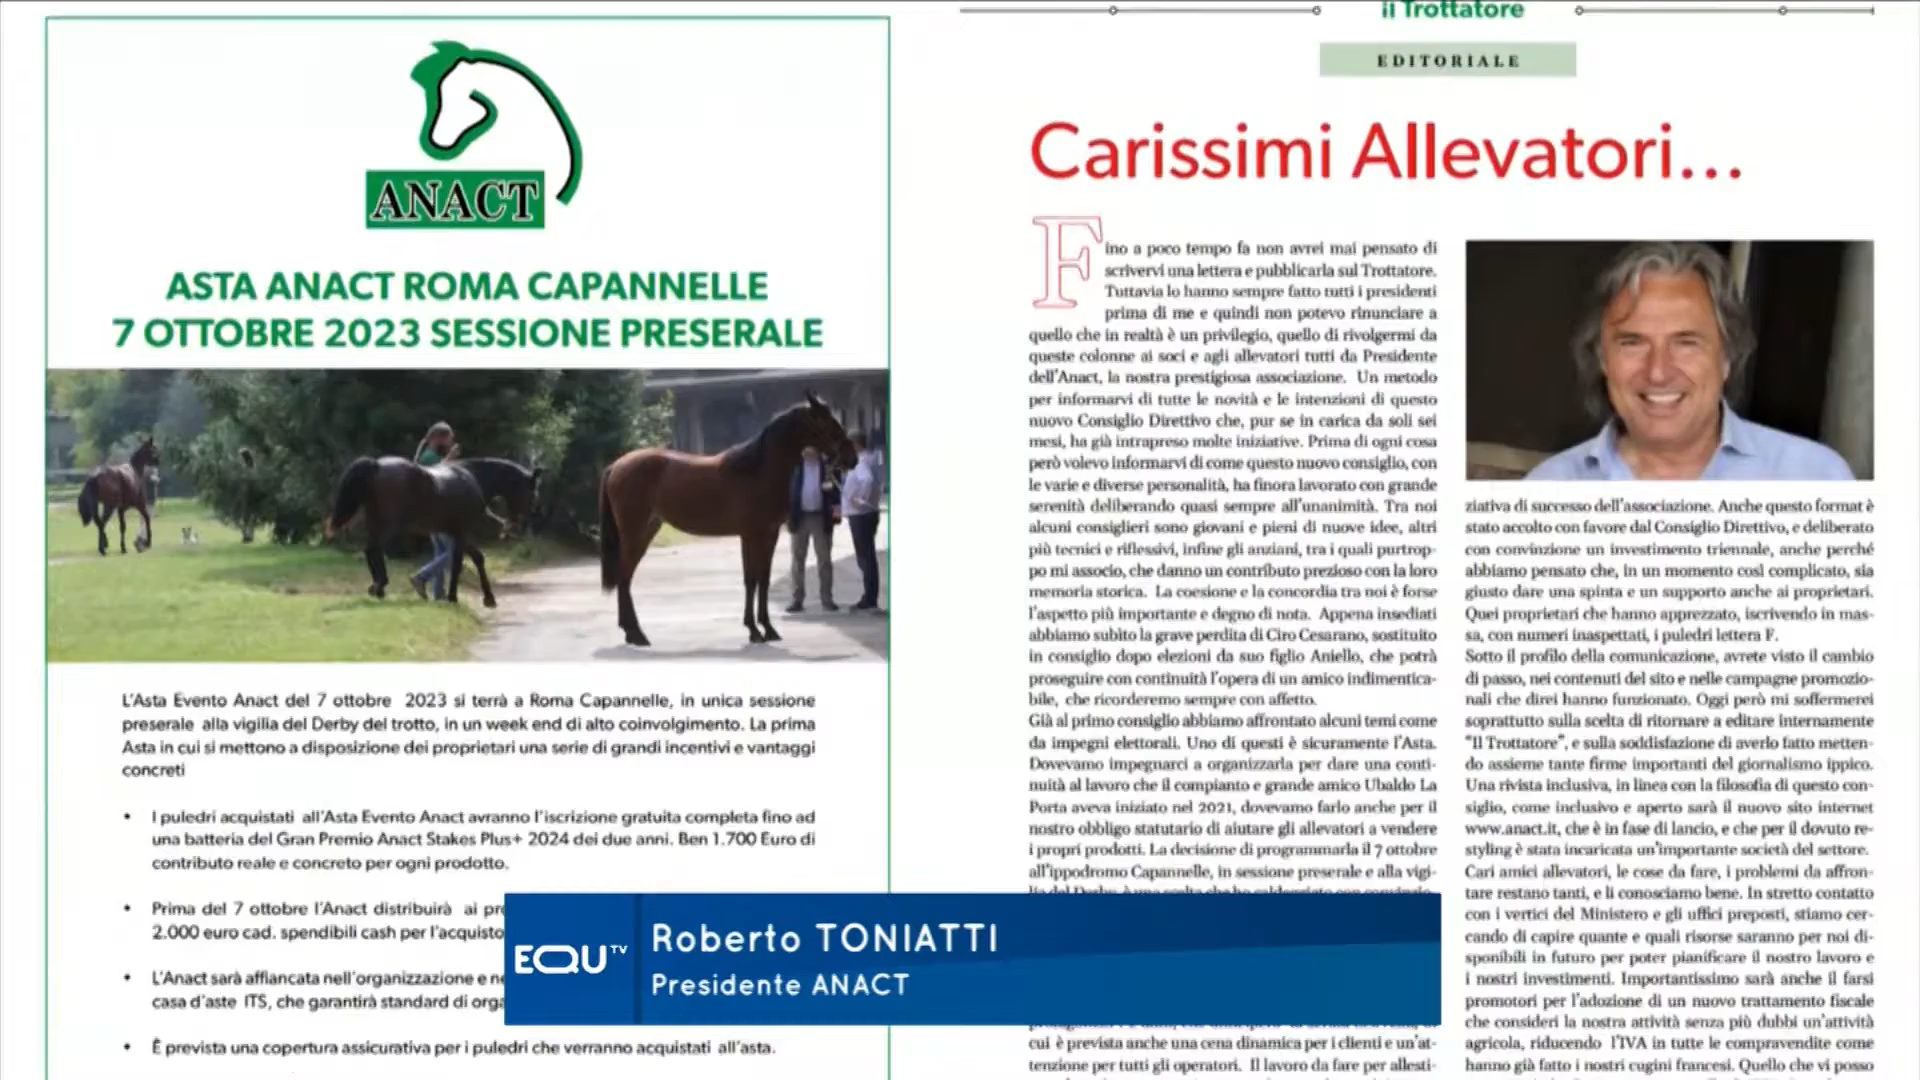 ANACT
ASTA ANACT ROMA CAPANNELLE
7 OTTOBRE 2023 SESSIONE PRESERALE
L'Asta Evento Anact del 7 ottobre 2023 si terrà a Roma Capannelle, in unica sessione
preserale alla vigilia del Derby del trotto, in un week end di alto coinvolgimento. La prima
Asta in cui si mettono a disposizione dei proprietari una serie di grandi incentivi e vantaggi
concreti
• I puledri acquistati all'Asta Evento Anact avranno l'iscrizione gratuita completa fino ad
una batteria del Gran Premio Anact Stakes Plus+ 2024 dei due anni. Ben 1.700 Euro di
contributo reale e concreto per ogni prodotto.
• Prima del 7 ottobre l'Anact distribuirà ai pr
2.000 euro cad. spendibili cash per l'acquisto
• L'Anact sarà affiancata nell'organizzazione e ne
casa d'aste ITS, che garantirà standard di orga
• È prevista una copertura assicurativa per i puledri che verranno acquistati all'asta.
il Trottatore
EDITORIALE
Carissimi Allevatori...
Fino a poco tempo fa non avrei mai pensato di
scrivervi una lettera e pubblicarla sul Trottatore.
Tuttavia lo hanno sempre fatto tutti i presidenti
prima di me e quindi non potevo rinunciare a
quello che in realtà è un privilegio, quello di rivolgermi da
queste colonne ai soci e agli allevatori tutti da Presidente
dell'Anact, la nostra prestigiosa associazione. Un metodo
per informarvi di tutte le novità e le intenzioni di questo
nuovo Consiglio Direttivo che, pur se in carica da soli sei
mesi, ha già intrapreso molte iniziative. Prima di ogni cosa
però volevo informarvi di come questo nuovo consiglio, con
le varie e diverse personalità, ha finora lavorato con grande
serenità deliberando quasi sempre all'unanimità. Tra noi
alcuni consiglieri sono giovani e pieni di nuove idee, altri
più tecnici e riflessivi, infine gli anziani, tra i quali purtrop-
po mi associo, che danno un contributo prezioso con la loro
memoria storica. La coesione e la concordia tra noi è forse
l'aspetto più importante e degno di nota. Appena insediati
abbiamo subito la grave perdita di Ciro Cesarano, sostituito
in consiglio dopo elezioni da suo figlio Aniello, che potrà
proseguire con continuità l'opera di un amico indimentica-
bile, che ricorderemo sempre con affetto.
Già al primo consiglio abbiamo affrontato alcuni temi come
da impegni elettorali. Uno di questi è sicuramente l'Asta.
Dovevamo impegnarci a organizzarla per dare una conti-
nuità al lavoro che il compianto e grande amico Ubaldo La
Porta aveva iniziato nel 2021, dovevamo farlo anche per il
nostro obbligo statutario di aiutare gli allevatori a vendere
i propri prodotti. La decisione di programmarla il 7 ottobre
all'ippodromo Capannelle, in sessione preserale e alla vigi-
cui è prevista anche una cena dinamica per i clienti e un'at-
tenzione per tutti gli operatori. Il lavoro da fare per allesti-
ziativa di successo dell'associazione. Anche questo format è
stato accolto con favore dal Consiglio Direttivo, e deliberato
con convinzione un investimento triennale, anche perché
abbiamo pensato che, in un momento così complicato, sia
giusto dare una spinta e un supporto anche ai proprietari.
Quei proprietari che hanno apprezzato, iscrivendo in mas-
sa, con numeri inaspettati, i puledri lettera F.
Sotto il profilo della comunicazione, avrete visto il cambio
di passo, nei contenuti del sito e nelle campagne promozio-
nali che direi hanno funzionato. Oggi però mi soffermerei
soprattutto sulla scelta di ritornare a editare internamente
"Il Trottatore", e sulla soddisfazione di averlo fatto metten-
do assieme tante firme importanti del giornalismo ippico.
Una rivista inclusiva, in linea con la filosofia di questo con-
siglio, come inclusivo e aperto sarà il nuovo sito internet
www.anact.it, che è in fase di lancio, e che per il dovuto re-
styling è stata incaricata un'importante società del settore.
Cari amici allevatori, le cose da fare, i problemi da affron-
tare restano tanti, e li conosciamo bene. In stretto contatto
con i vertici del Ministero e gli uffici preposti, stiamo cer-
cando di capire quante e quali risorse saranno per noi di-
sponibili in futuro per poter pianificare il nostro lavoro e
i nostri investimenti. Importantissimo sarà anche il farsi
promotori per l'adozione di un nuovo trattamento fiscale
che consideri la nostra attività senza più dubbi un'attività
agricola, riducendo l'IVA in tutte le compravendite come
hanno già fatto i nostri cugini francesi. Quello che vi posso
EQUTV
Roberto TONIATTI
Presidente ANACT